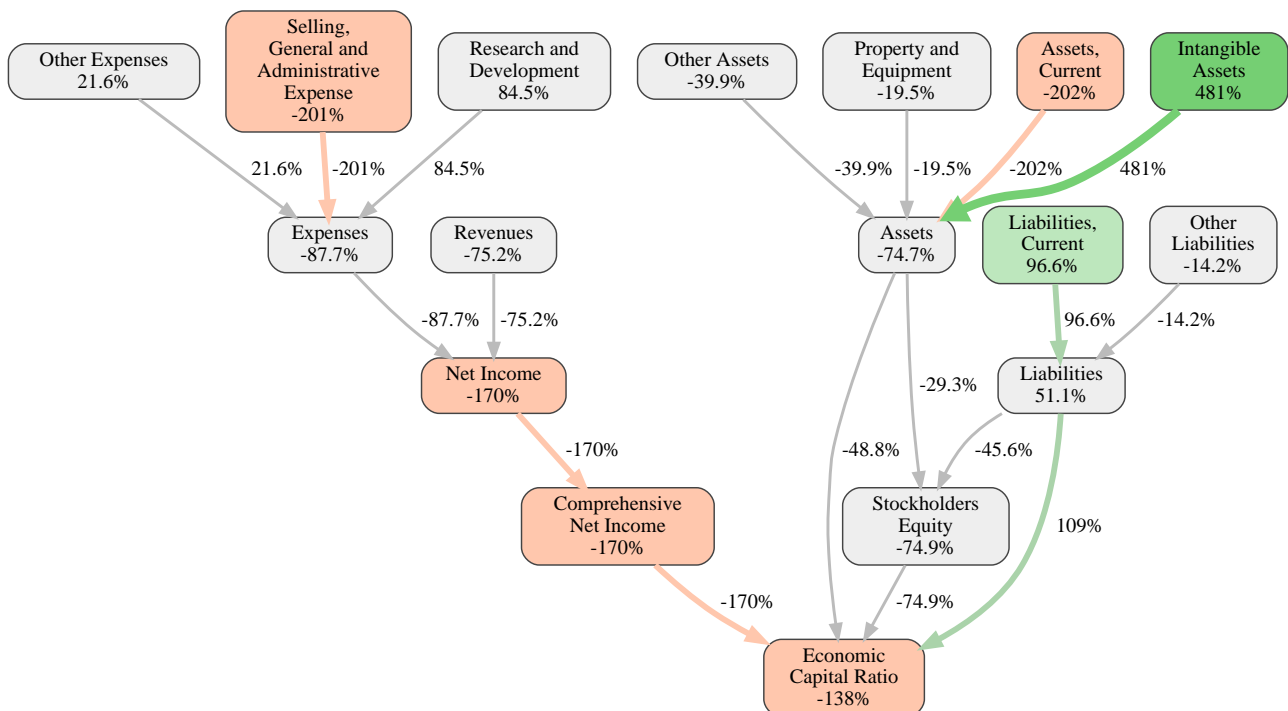 Other Expenses
21.6%
Selling,
General and
Administrative
Expense
-201%
Research and
Development
84.5%
Other Assets
-39.9%
Property and
Equipment
-19.5%
Assets,
Current
-202%
Intangible
Assets
481%
21.6%
-201%
84.5%
-39.9%
-19.5%
-202%
481%
Expenses
-87.7%
Revenues
-75.2%
Assets
-74.7%
Liabilities,
Current
96.6%
Other
Liabilities
-14.2%
-87.7%
-75.2%
96.6%
-14.2%
Net Income
-170%
-29.3%
Liabilities
51.1%
-170%
-48.8%
-45.6%
Comprehensive
Net Income
-170%
Stockholders
Equity
-74.9%
109%
-170%
-74.9%
Economic
Capital Ratio
-138%